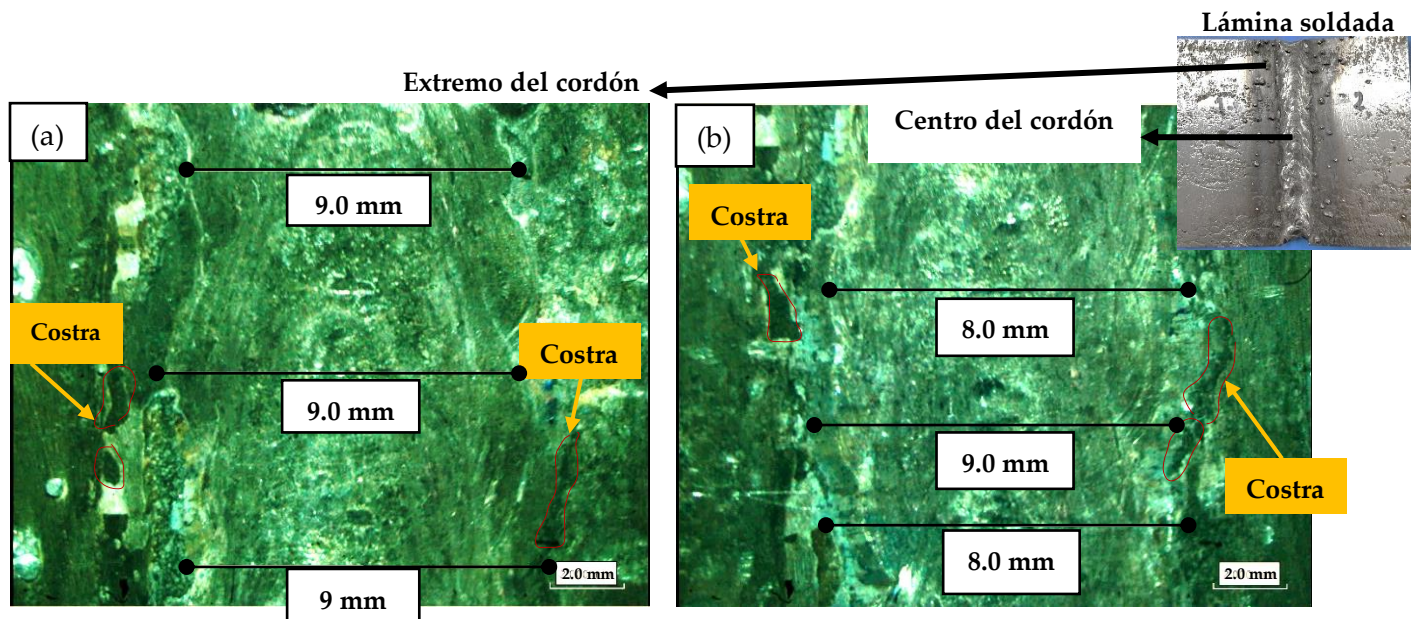 Lámina soldada
Extremo del cordón
(a)
9.0 mm
Costra
Costra
9.0 mm
9 mm
2.0 mm
(b)
Centro del cordón
Costra
8.0 mm
9.0 mm
Costra
8.0 mm
2.0 mm
2